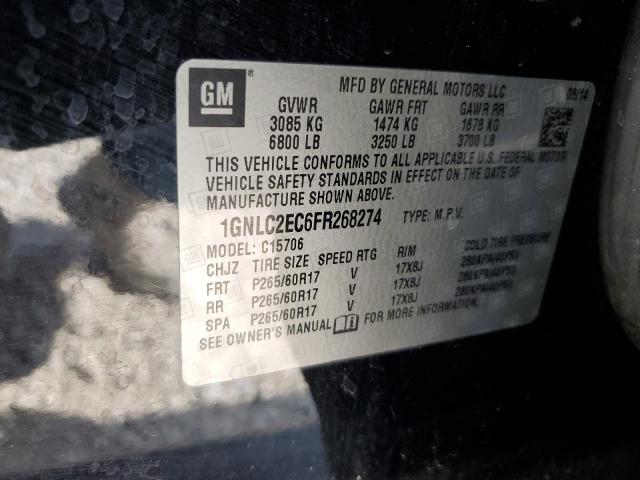 GM ®
MFD BY GENERAL MOTORS LLC 09/14
GVWR GAWR FRT GAWR RR
3085 KG 1474 KG 1678 KG
6800 LB 3250 LB 3700 LB
THIS VEHICLE CONFORMS TO ALL APPLICABLE U.S. FEDERAL MOTOR
VEHICLE SAFETY STANDARDS IN EFFECT ON THE DATE OF
MANUFACTURE SHOWN ABOVE.
1GNLC2EC6FR268274 TYPE: M.P.V.
MODEL: C15706
CHJZ TIRE SIZE SPEED RTG RIM COLD TIRE PRESSURE
FRT P265/60R17 V 17X8J 280KPA(40PSI)
RR P265/60R17 V 17X8J 280KPA(40PSI)
SPA P265/60R17 V 17X8J 280KPA(40PSI)
SEE OWNER'S MANUAL FOR MORE INFORMATION.